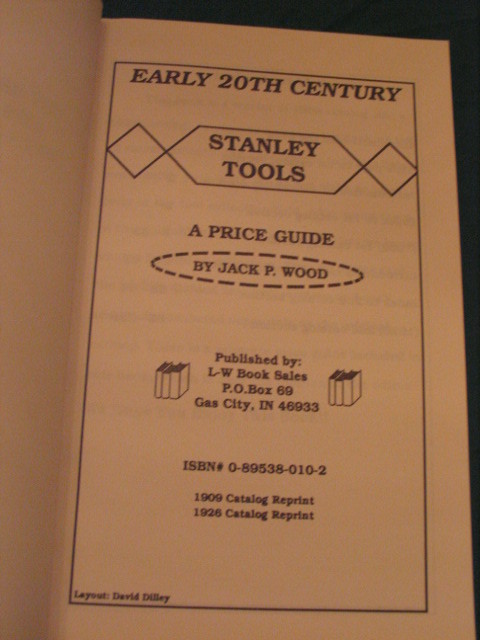 EARLY 20TH CENTURY
STANLEY
TOOLS
A PRICE GUIDE
BY JACK P. WOOD
Published by:
L-W Book Sales
P.O.Box 69
Gas City, IN 46933
ISBN# 0-89538-010-2
1909 Catalog Reprint
1926 Catalog Reprint
Layout: David Dilley